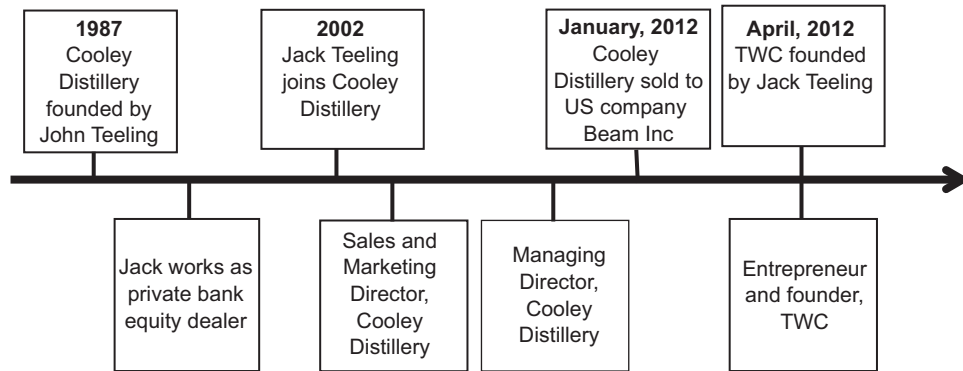 1987
Cooley
Distillery
founded by
John Teeling
2002
Jack Teeling
joins Cooley
Distillery
January, 2012
Cooley
Distillery sold to
US company
Beam Inc
April, 2012
TWC founded
by Jack Teeling
Jack works as
private bank
equity dealer
Sales and
Marketing
Director,
Cooley
Distillery
Managing
Director,
Cooley
Distillery
Entrepreneur
and founder,
TWC